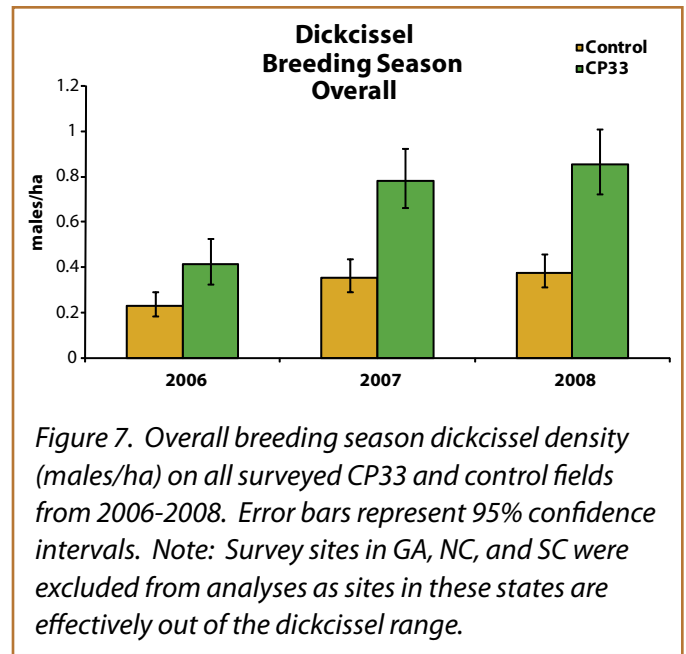 Dickcissel
Breeding Season
Overall
Control
CP33
1.2
1
0.8
0.6
0.4
0.2
0
males/ha
2006 2007 2008
Figure 7. Overall breeding season dickcissel density
(males/ha) on all surveyed CP33 and control fields
from 2006-2008. Error bars represent 95% confidence
intervals. Note: Survey sites in GA, NC, and SC were
excluded from analyses as sites in these states are
effectively out of the dickcissel range.